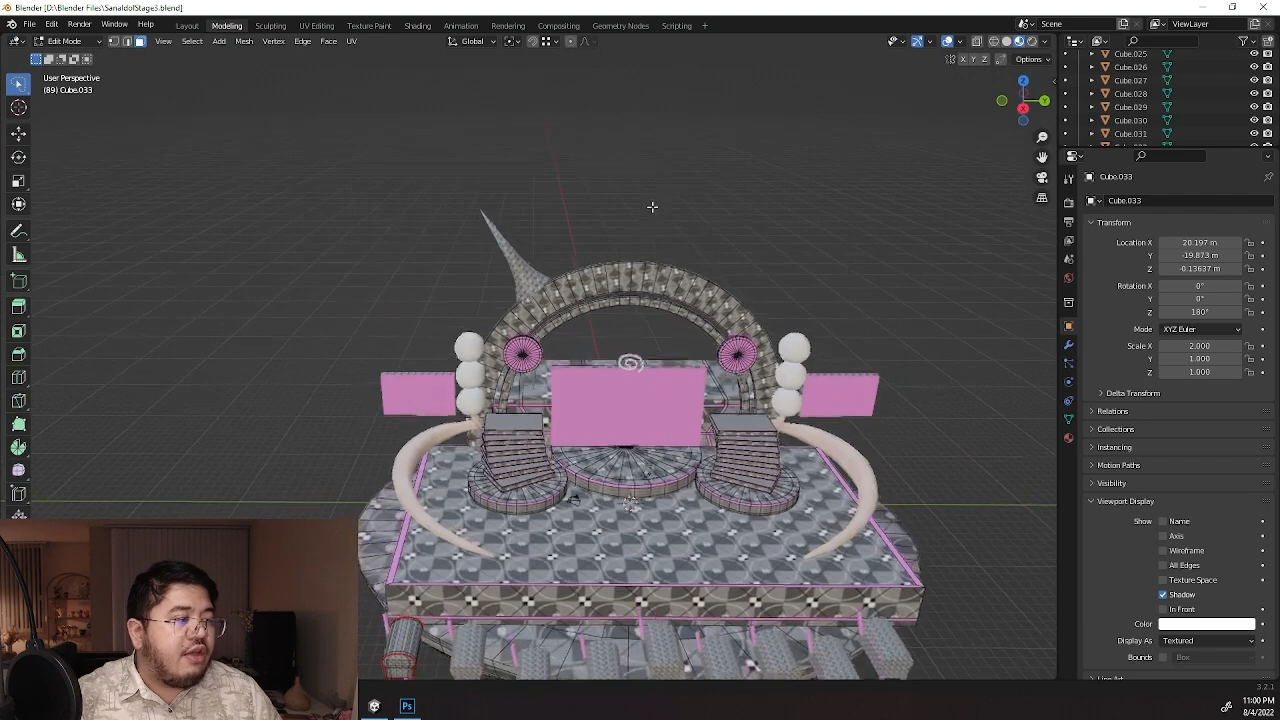 Blender [D:\Blender Files\SanaIdolStage3.blend]
File Edit Render Window Help Layout Modeling Sculpting UV Editing Texture Paint Shading Animation Rendering Compositing Geometry Nodes Scripting + Scene ViewLayer
Edit Mode View Select Add Mesh Vertex Edge Face UV Global
X Y Z Options
User Perspective
(89) Cube.033
Z
Y
X
Cube.025
Cube.026
Cube.027
Cube.028
Cube.029
Cube.030
Cube.031
Cube.033
Cube.033
Transform
Location X 20.197 m
Y -19.873 m
Z -0.13637 m
Rotation X 0°
Y 0°
Z 180°
Mode XYZ Euler
Scale X 2.000
Y 1.000
Z 1.000
Delta Transform
Relations
Collections
Instancing
Motion Paths
Visibility
Viewport Display
Show Name
Axis
Wireframe
All Edges
Texture Space
Shadow
In Front
Color
Display As Textured
Bounds Box
3.2.1
Ps
11:00 PM
8/4/2022